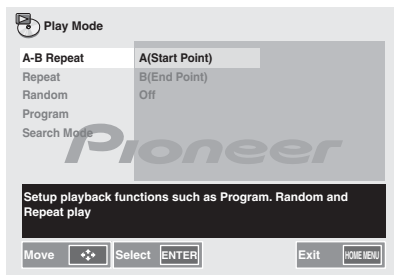 Play Mode
A-B Repeat A(Start Point)
Repeat B(End Point)
Random Off
Program
Search Mode
Pioneer
Setup playback functions such as Program. Random and
Repeat play
Move Select ENTER Exit HOME MENU